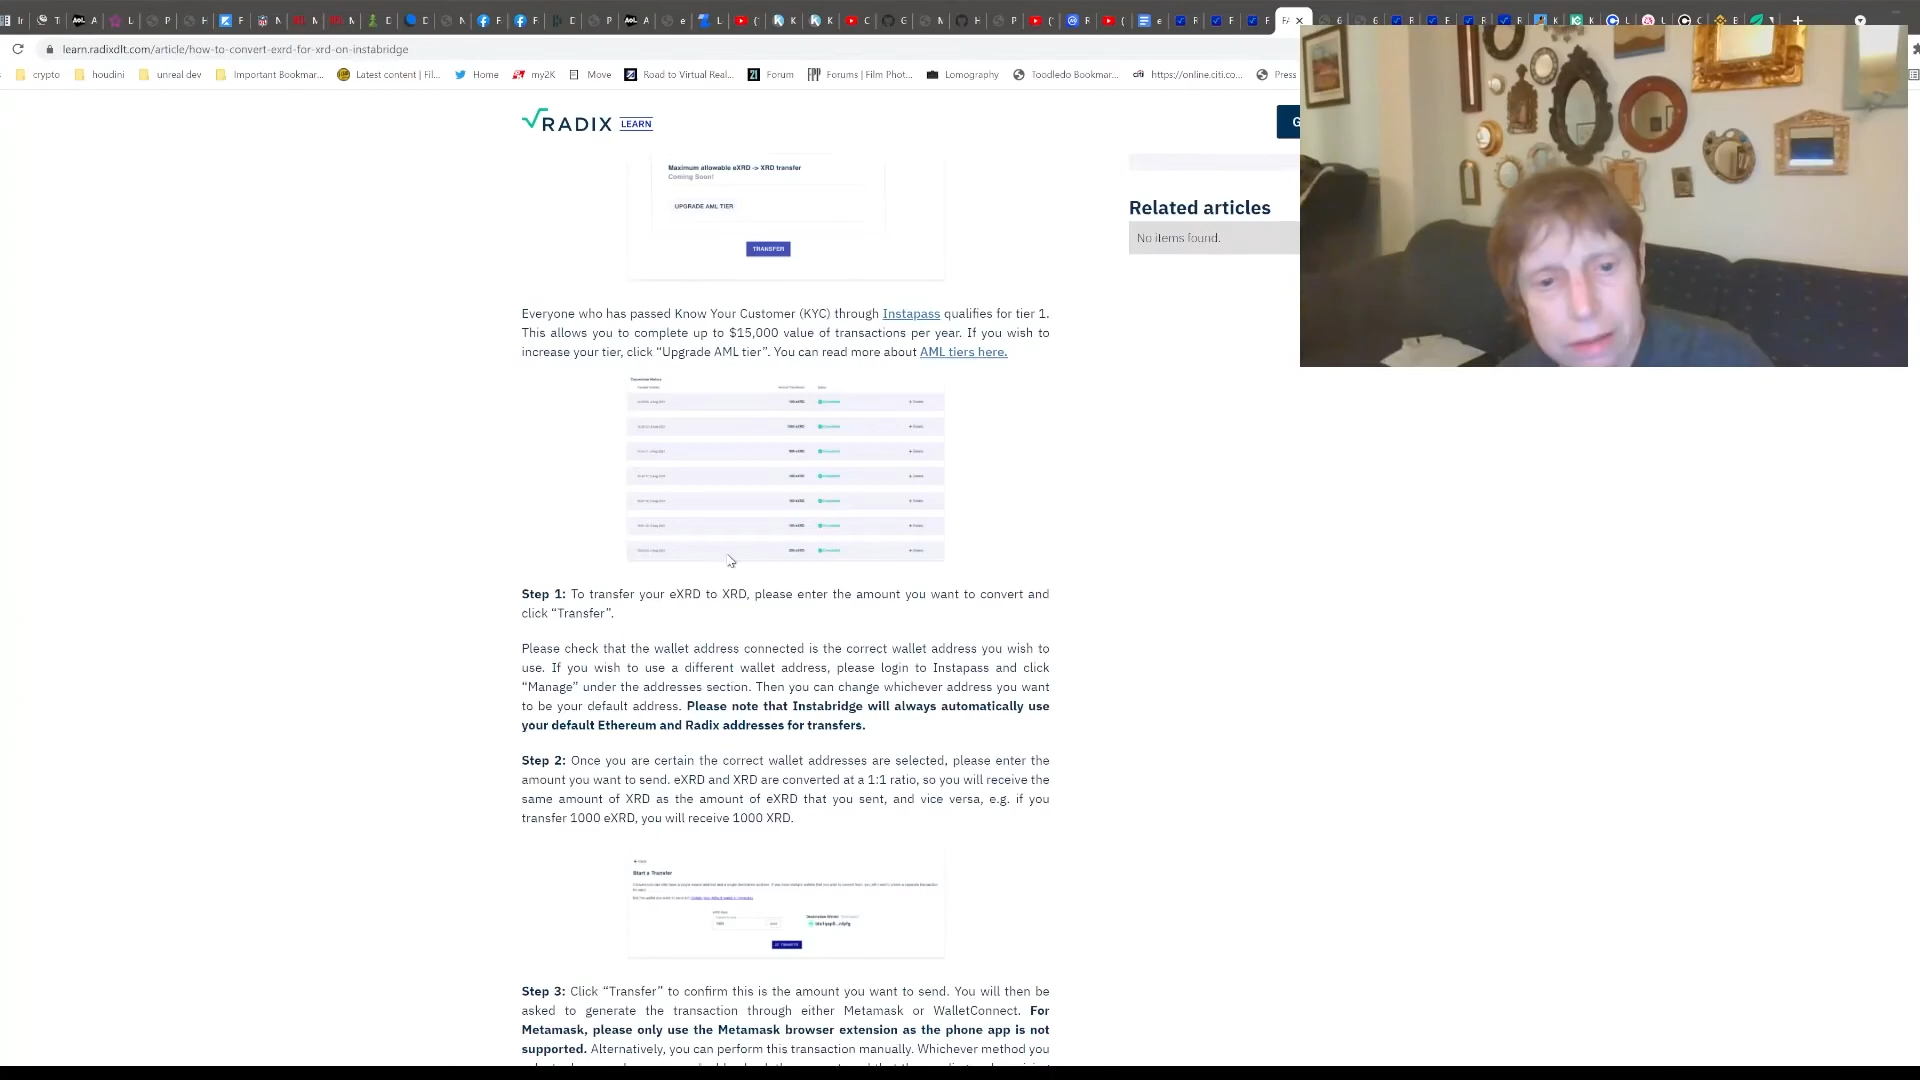 learn.radixdlt.com/article/how-to-convert-exrd-for-xrd-on-instabridge
crypto houdini unreal dev Important Bookmar... Latest content | Fil... Home my2K Move Road to Virtual Real... Forum Forums | Film Phot... Lomography Toodledo Bookmar... https://online.citi.co... Press
RADIX LEARN
Maximum allowable eXRD -> XRD transfer
Coming Soon!
UPGRADE AML TIER
TRANSFER
Related articles
No items found.
Everyone who has passed Know Your Customer (KYC) through Instapass qualifies for tier 1.
This allows you to complete up to $15,000 value of transactions per year. If you wish to
increase your tier, click “Upgrade AML tier”. You can read more about AML tiers here.
Step 1: To transfer your eXRD to XRD, please enter the amount you want to convert and
click “Transfer”.
Please check that the wallet address connected is the correct wallet address you wish to
use. If you wish to use a different wallet address, please login to Instapass and click
“Manage” under the addresses section. Then you can change whichever address you want
to be your default address. Please note that Instabridge will always automatically use
your default Ethereum and Radix addresses for transfers.
Step 2: Once you are certain the correct wallet addresses are selected, please enter the
amount you want to send. eXRD and XRD are converted at a 1:1 ratio, so you will receive the
same amount of XRD as the amount of eXRD that you sent, and vice versa, e.g. if you
transfer 1000 eXRD, you will receive 1000 XRD.
Start a Transfer
Step 3: Click “Transfer” to confirm this is the amount you want to send. You will then be
asked to generate the transaction through either Metamask or WalletConnect. For
Metamask, please only use the Metamask browser extension as the phone app is not
supported. Alternatively, you can perform this transaction manually. Whichever method you